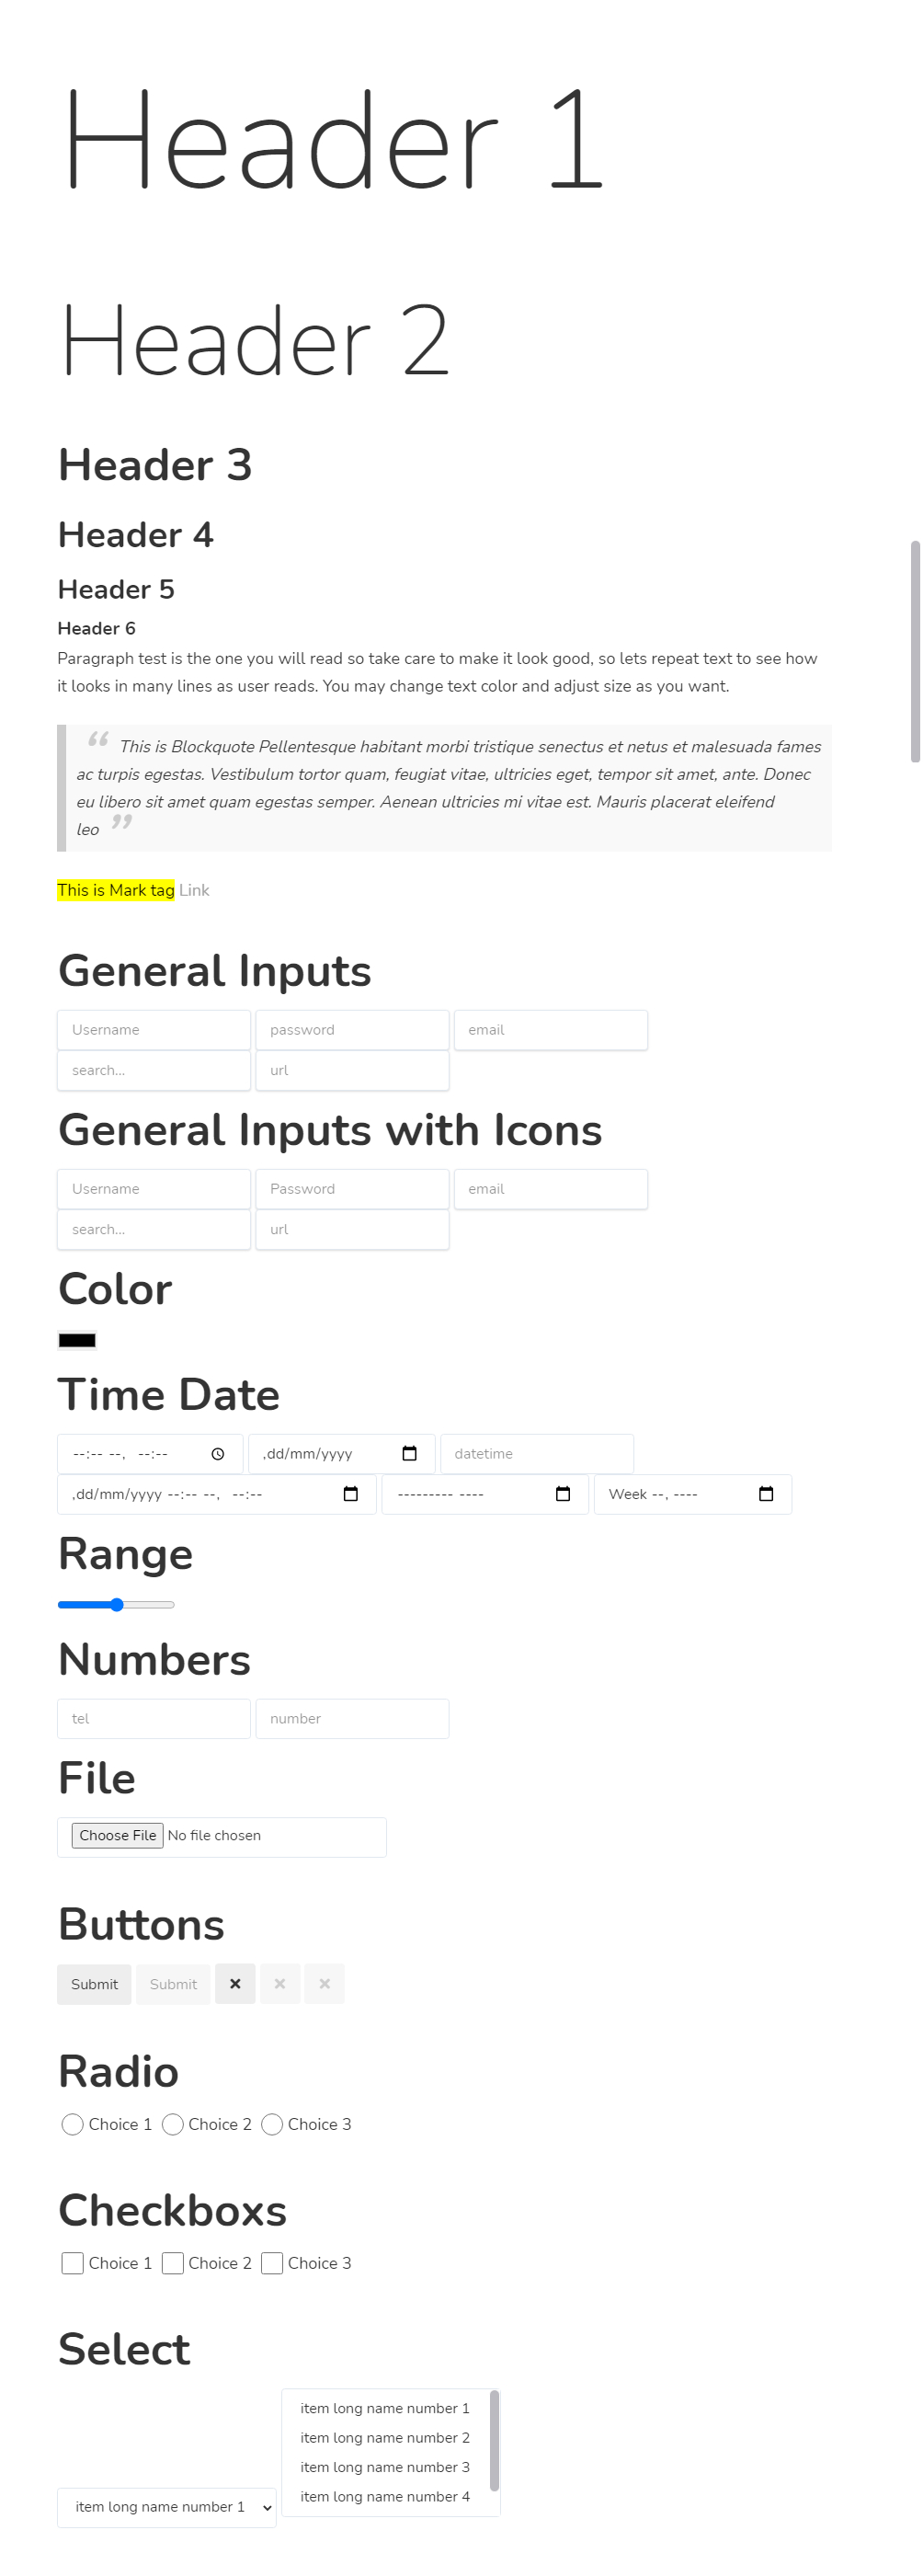 Header 1
Header 2
Header 3
Header 4
Header 5
Header 6
Paragraph test is the one you will read so take care to make it look good, so lets repeat text to see how
it looks in many lines as user reads. You may change text color and adjust size as you want.
“ This is Blockquote Pellentesque habitant morbi tristique senectus et netus et malesuada fames
ac turpis egestas. Vestibulum tortor quam, feugiat vitae, ultricies eget, tempor sit amet, ante. Donec
eu libero sit amet quam egestas semper. Aenean ultricies mi vitae est. Mauris placerat eleifend
leo ”
This is Mark tag Link
General Inputs
Username password email
search... url
General Inputs with Icons
Username Password email
search... url
Color
Time Date
--:-- --, --:-- ,dd/mm/yyyy datetime
,dd/mm/yyyy --:-- --, --:-- --------- ---- Week --, ----
Range
Numbers
tel number
File
Choose File No file chosen
Buttons
Submit Submit
Radio
Choice 1 Choice 2 Choice 3
Checkboxs
Choice 1 Choice 2 Choice 3
Select
item long name number 1
item long name number 2
item long name number 3
item long name number 4
item long name number 1